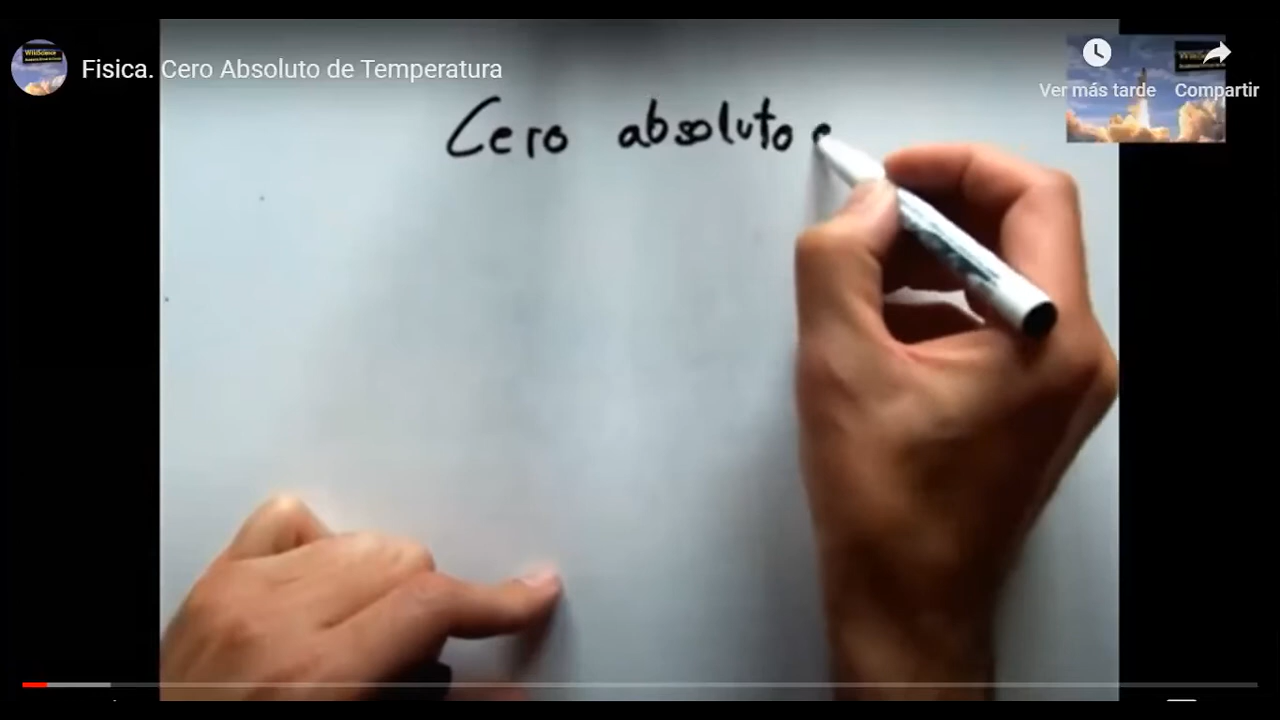 Fisica. Cero Absoluto de Temperatura
Ver más tarde Compartir
Cero absoluto